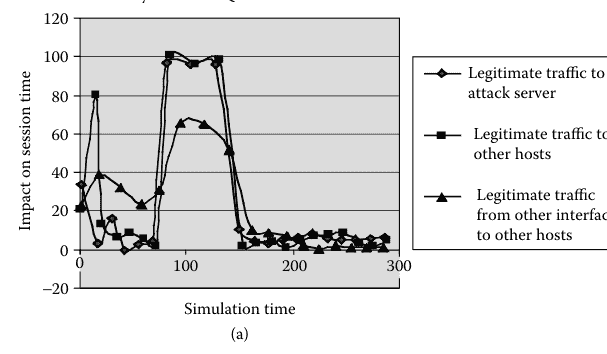 120
100
80
60
40
20
0
−20
Impact on session time
0
100
200
300
Simulation time
(a)
Legitimate traffic to
attack server
Legitimate traffic to
other hosts
Legitimate traffic
from other interfac
to other hosts